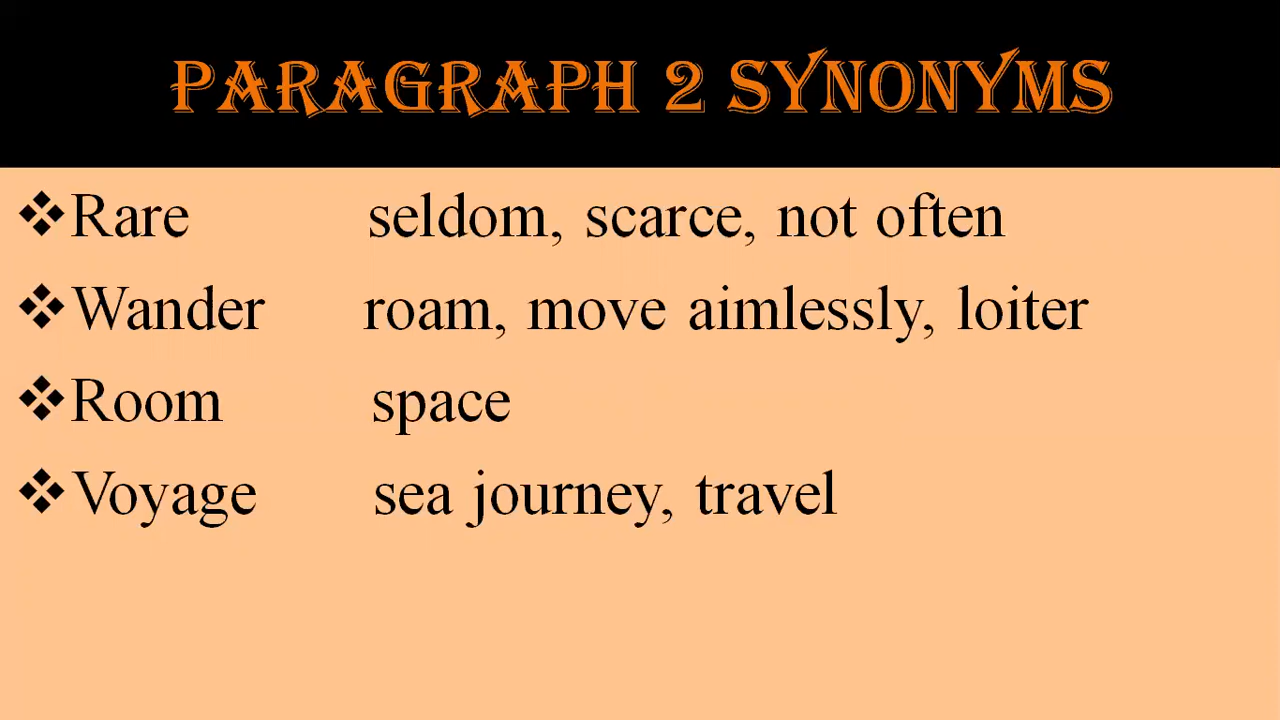 PARAGRAPH 2 SYNONYMS
❖Rare seldom, scarce, not often
❖Wander roam, move aimlessly, loiter
❖Room space
❖Voyage sea journey, travel